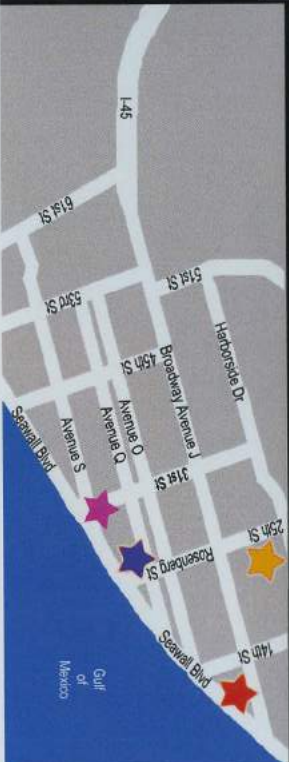 I-45
61st St
53rd St
51st St
Harborside Dr
45th St
Broadway Avenue J
Avenue O
Avenue Q
Avenue S
Seawall Blvd
31st St
25th St
Rosenberg St
14th St
Seawall Blvd
Gulf
of
Mexico